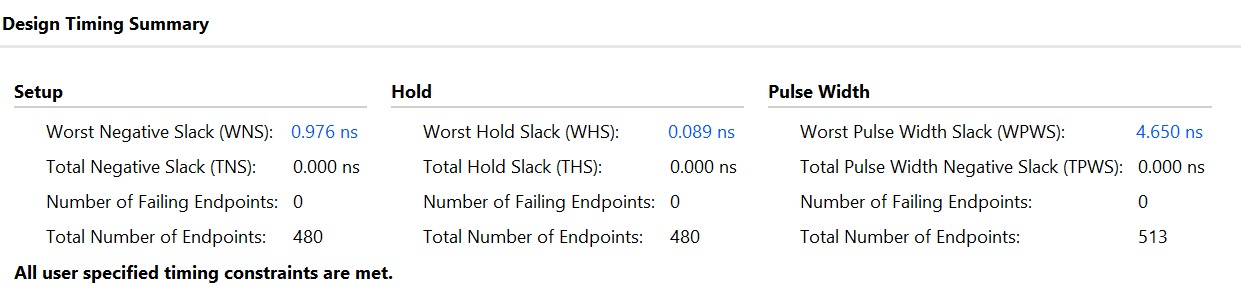 Design Timing Summary
Setup Hold Pulse Width
Worst Negative Slack (WNS): 0.976 ns Worst Hold Slack (WHS): 0.089 ns Worst Pulse Width Slack (WPWS): 4.650 ns
Total Negative Slack (TNS): 0.000 ns Total Hold Slack (THS): 0.000 ns Total Pulse Width Negative Slack (TPWS): 0.000 ns
Number of Failing Endpoints: 0 Number of Failing Endpoints: 0 Number of Failing Endpoints: 0
Total Number of Endpoints: 480 Total Number of Endpoints: 480 Total Number of Endpoints: 513
All user specified timing constraints are met.